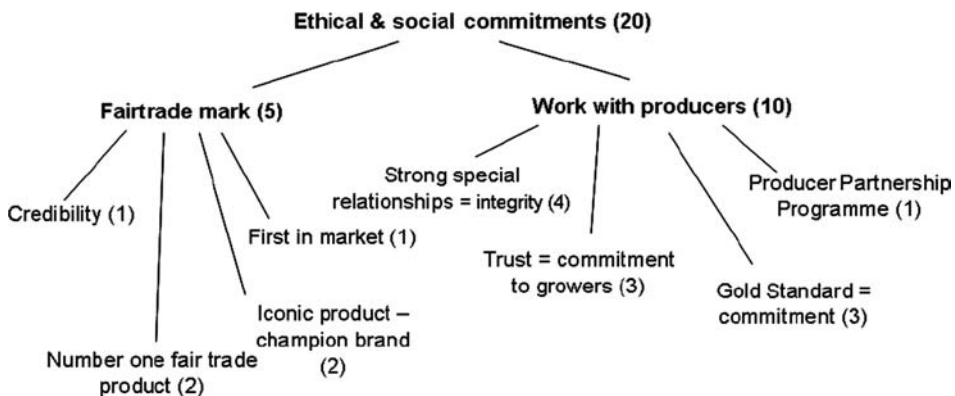 Ethical & social commitments (20)
Fairtrade mark (5)
Work with producers (10)
Credibility (1)
Number one fair trade
product (2)
Iconic product –
champion brand
(2)
First in market (1)
Strong special
relationships = integrity (4)
Trust = commitment
to growers (3)
Gold Standard =
commitment (3)
Producer Partnership
Programme (1)